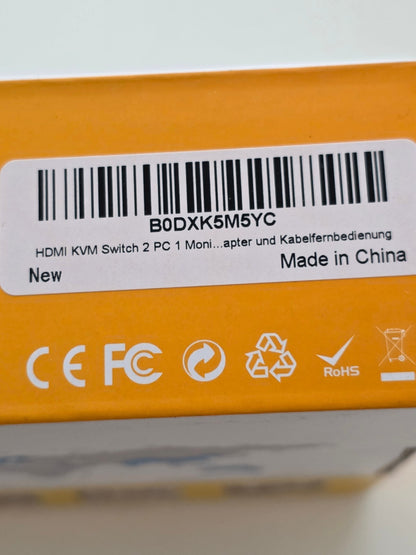 B0DXK5M5YC
HDMI KVM Switch 2 PC 1 Moni...apter und Kabelfernbedienung
New
Made in China
CE FC RoHS